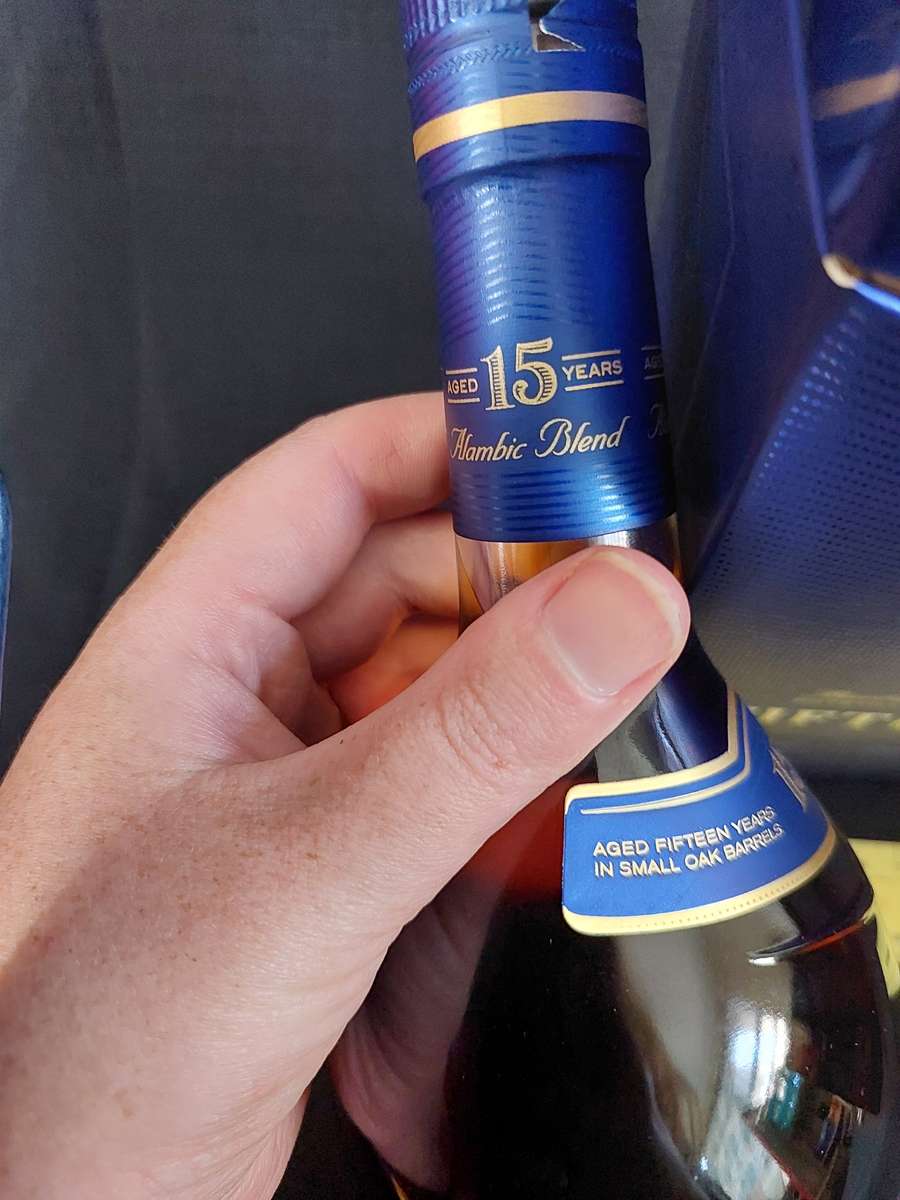 AGED 15 YEARS
Alambic Blend
AGED FIFTEEN YEARS
IN SMALL OAK BARRELS